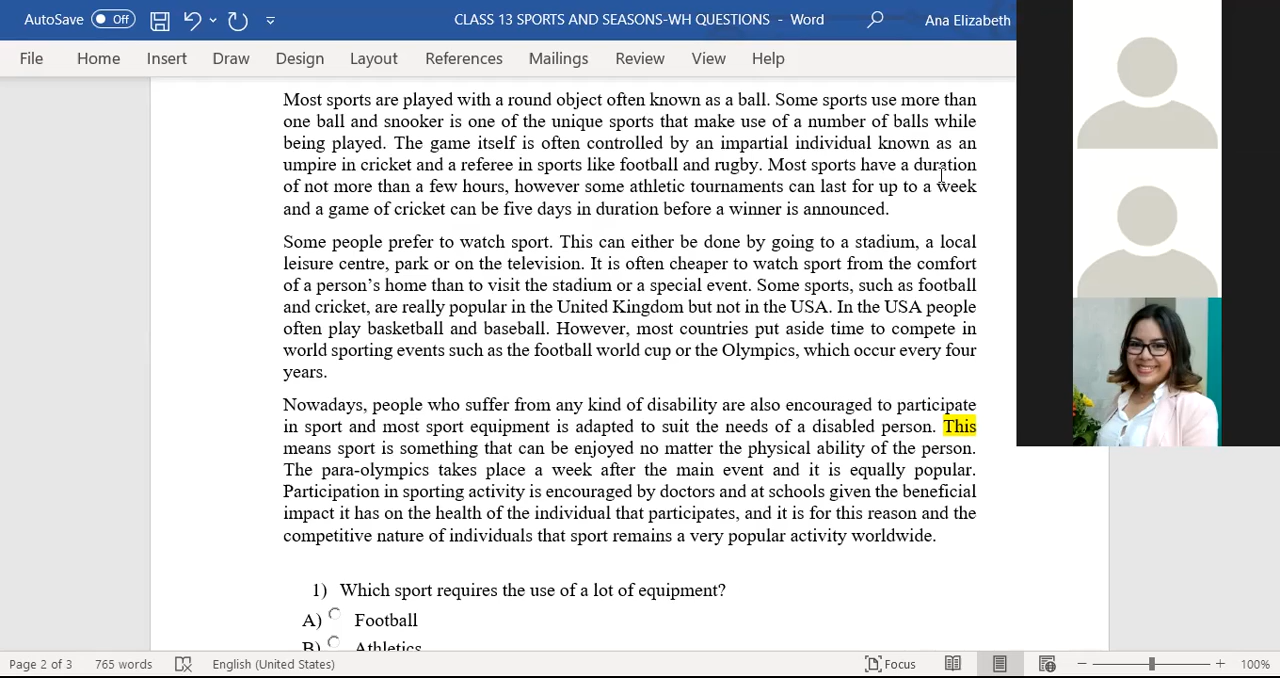 AutoSave Off CLASS 13 SPORTS AND SEASONS-WH QUESTIONS - Word Ana Elizabeth
File Home Insert Draw Design Layout References Mailings Review View Help
Most sports are played with a round object often known as a ball. Some sports use more than
one ball and snooker is one of the unique sports that make use of a number of balls while
being played. The game itself is often controlled by an impartial individual known as an
umpire in cricket and a referee in sports like football and rugby. Most sports have a duration
of not more than a few hours, however some athletic tournaments can last for up to a week
and a game of cricket can be five days in duration before a winner is announced.
Some people prefer to watch sport. This can either be done by going to a stadium, a local
leisure centre, park or on the television. It is often cheaper to watch sport from the comfort
of a person’s home than to visit the stadium or a special event. Some sports, such as football
and cricket, are really popular in the United Kingdom but not in the USA. In the USA people
often play basketball and baseball. However, most countries put aside time to compete in
world sporting events such as the football world cup or the Olympics, which occur every four
years.
Nowadays, people who suffer from any kind of disability are also encouraged to participate
in sport and most sport equipment is adapted to suit the needs of a disabled person. This
means sport is something that can be enjoyed no matter the physical ability of the person.
The para-olympics takes place a week after the main event and it is equally popular.
Participation in sporting activity is encouraged by doctors and at schools given the beneficial
impact it has on the health of the individual that participates, and it is for this reason and the
competitive nature of individuals that sport remains a very popular activity worldwide.
1) Which sport requires the use of a lot of equipment?
A) Football
B) Athletics
Page 2 of 3 765 words English (United States) Focus 100%